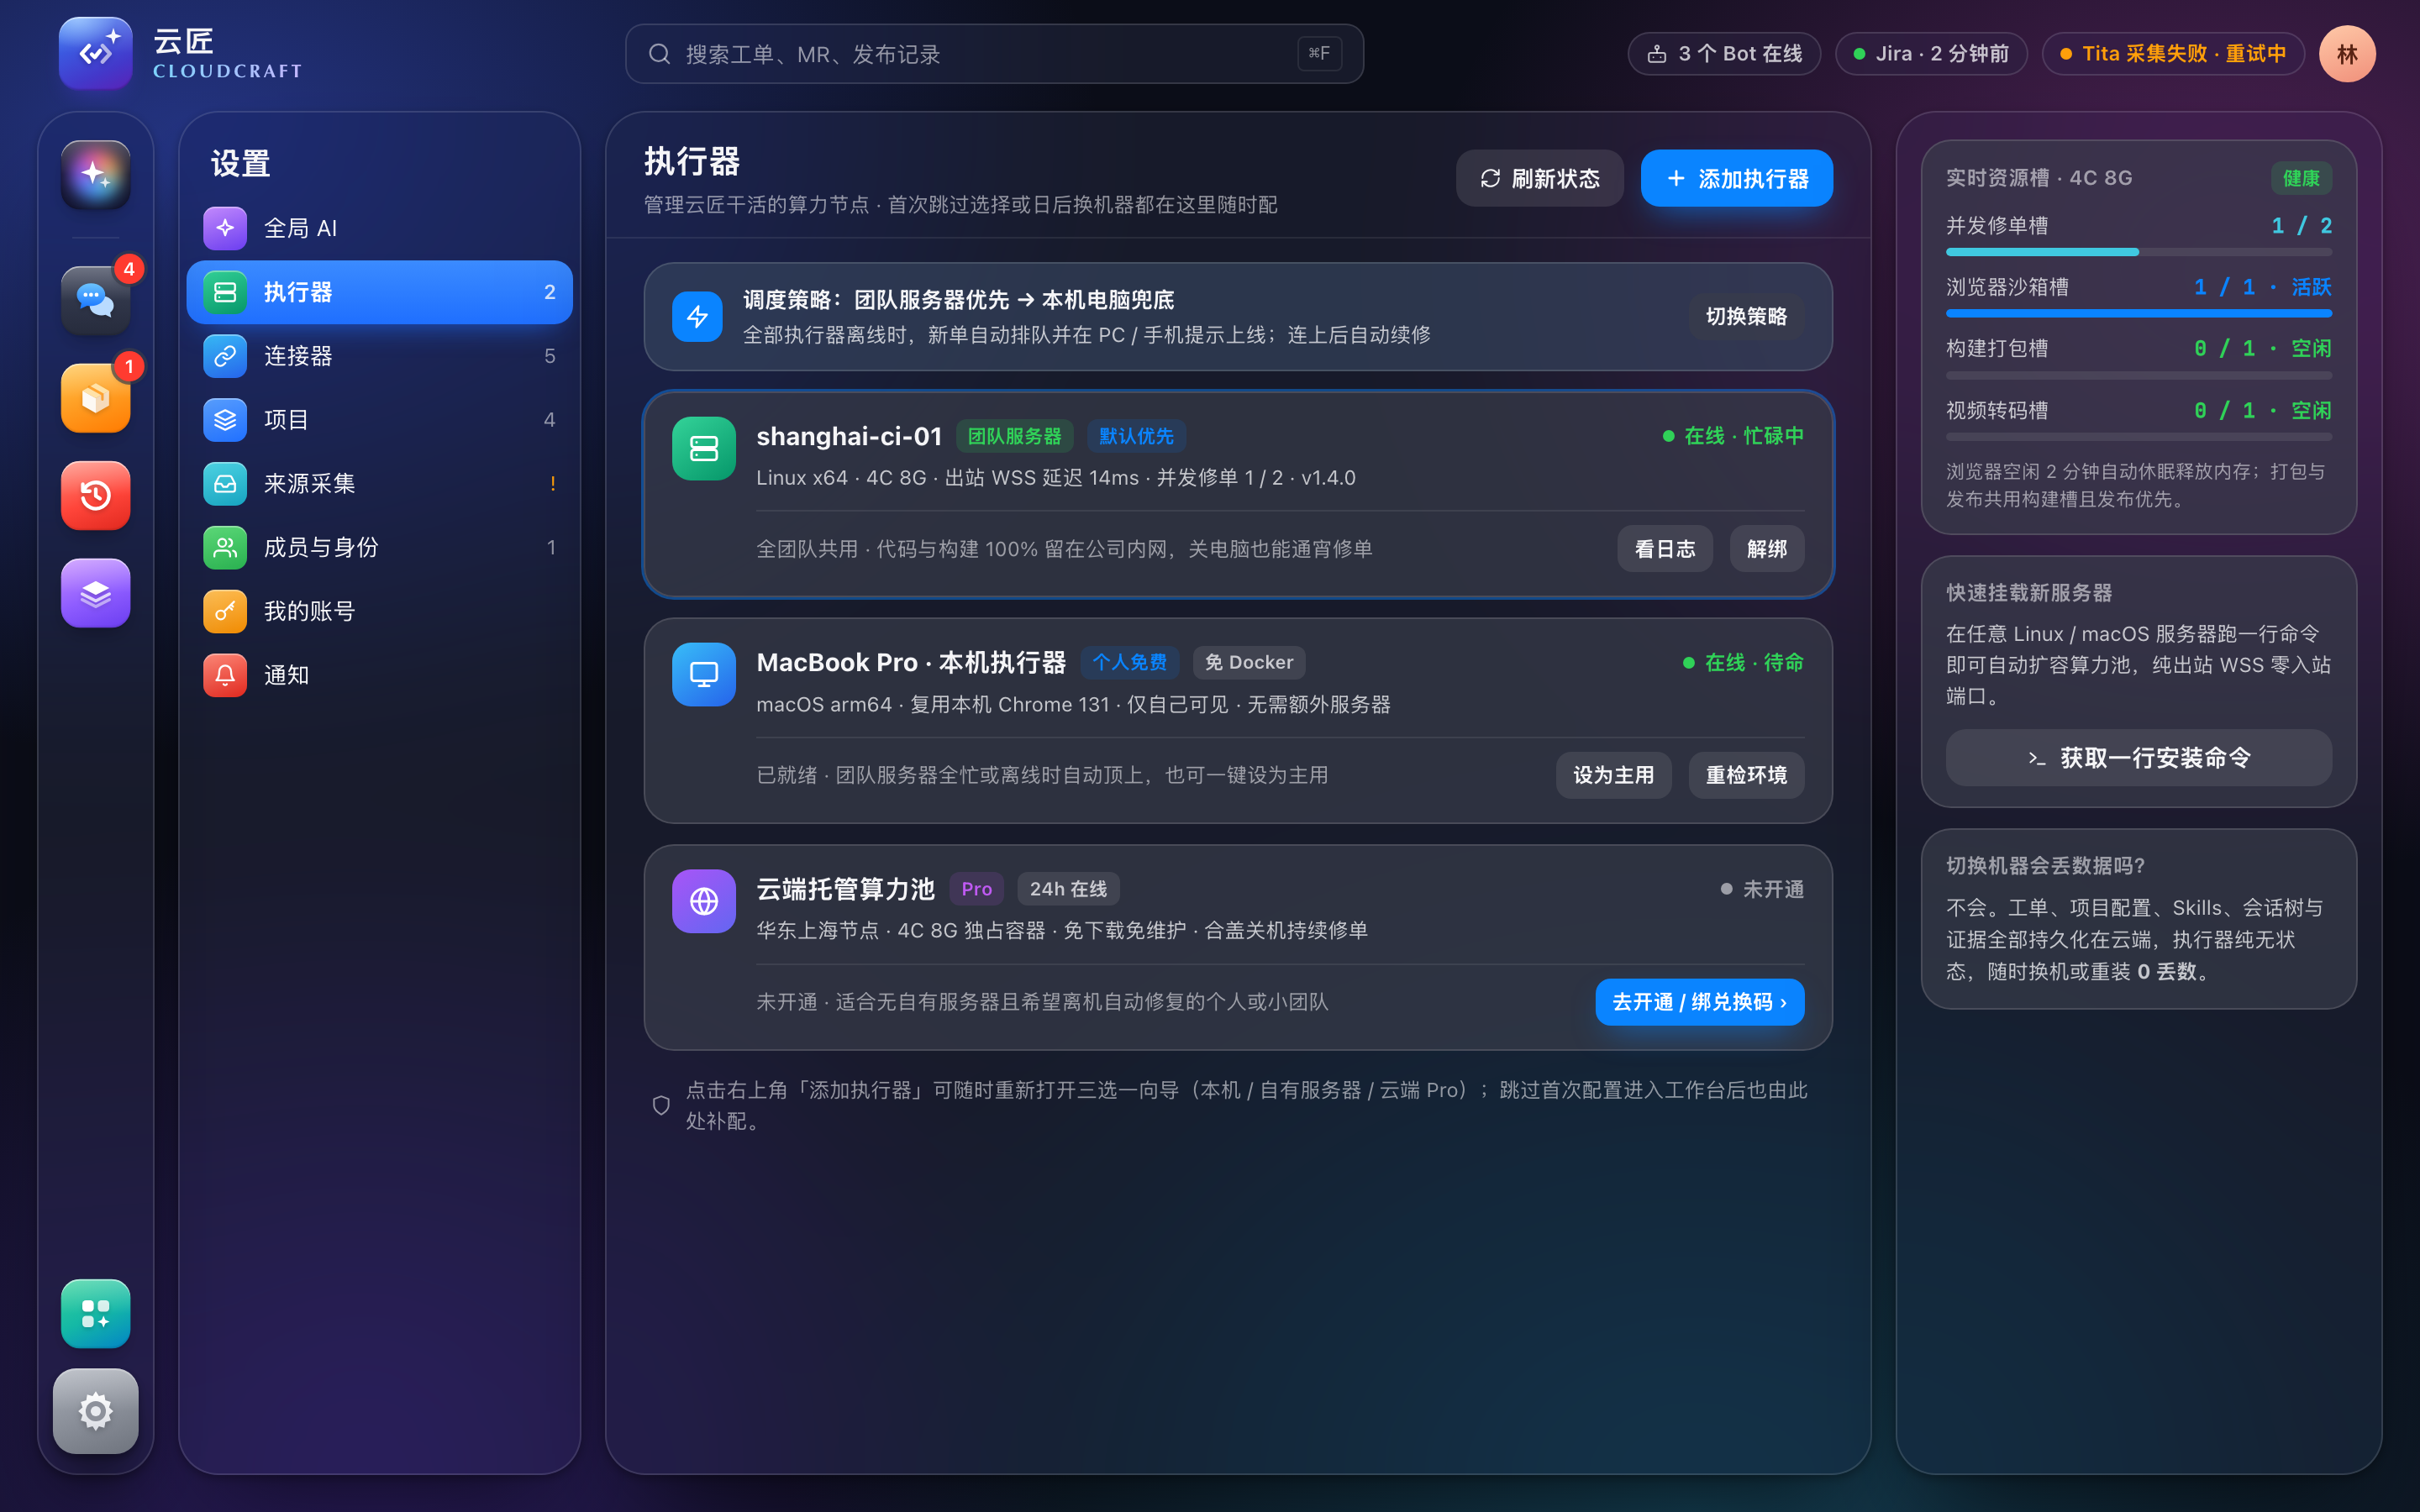 云匠
CLOUDCRAFT
搜索工单、MR、发布记录
⌘F
3 个 Bot 在线
Jira · 2 分钟前
Tita 采集失败 · 重试中
林
4
1
设置
全局 AI
执行器 2
连接器 5
项目 4
来源采集 !
成员与身份 1
我的账号
通知
执行器
管理云匠干活的算力节点 · 首次跳过选择或日后换机器都在这里随时配
刷新状态
添加执行器
调度策略：团队服务器优先 → 本机电脑兜底
全部执行器离线时，新单自动排队并在 PC / 手机提示上线；连上后自动续修
切换策略
shanghai-ci-01 团队服务器 默认优先
在线 · 忙碌中
Linux x64 · 4C 8G · 出站 WSS 延迟 14ms · 并发修单 1 / 2 · v1.4.0
全团队共用 · 代码与构建 100% 留在公司内网，关电脑也能通宵修单
看日志 解绑
MacBook Pro · 本机执行器 个人免费 免 Docker
在线 · 待命
macOS arm64 · 复用本机 Chrome 131 · 仅自己可见 · 无需额外服务器
已就绪 · 团队服务器全忙或离线时自动顶上，也可一键设为主用
设为主用 重检环境
云端托管算力池 Pro 24h 在线
未开通
华东上海节点 · 4C 8G 独占容器 · 免下载免维护 · 合盖关机持续修单
未开通 · 适合无自有服务器且希望离机自动修复的个人或小团队
去开通 / 绑兑换码 ›
点击右上角「添加执行器」可随时重新打开三选一向导（本机 / 自有服务器 / 云端 Pro）；跳过首次配置进入工作台后也由此
处补配。
实时资源槽 · 4C 8G 健康
并发修单槽 1 / 2
浏览器沙箱槽 1 / 1 · 活跃
构建打包槽 0 / 1 · 空闲
视频转码槽 0 / 1 · 空闲
浏览器空闲 2 分钟自动休眠释放内存；打包与
发布共用构建槽且发布优先。
快速挂载新服务器
在任意 Linux / macOS 服务器跑一行命令
即可自动扩容算力池，纯出站 WSS 零入站
端口。
获取一行安装命令
切换机器会丢数据吗?
不会。工单、项目配置、Skills、会话树与
证据全部持久化在云端，执行器纯无状
态，随时换机或重装 0 丢数。